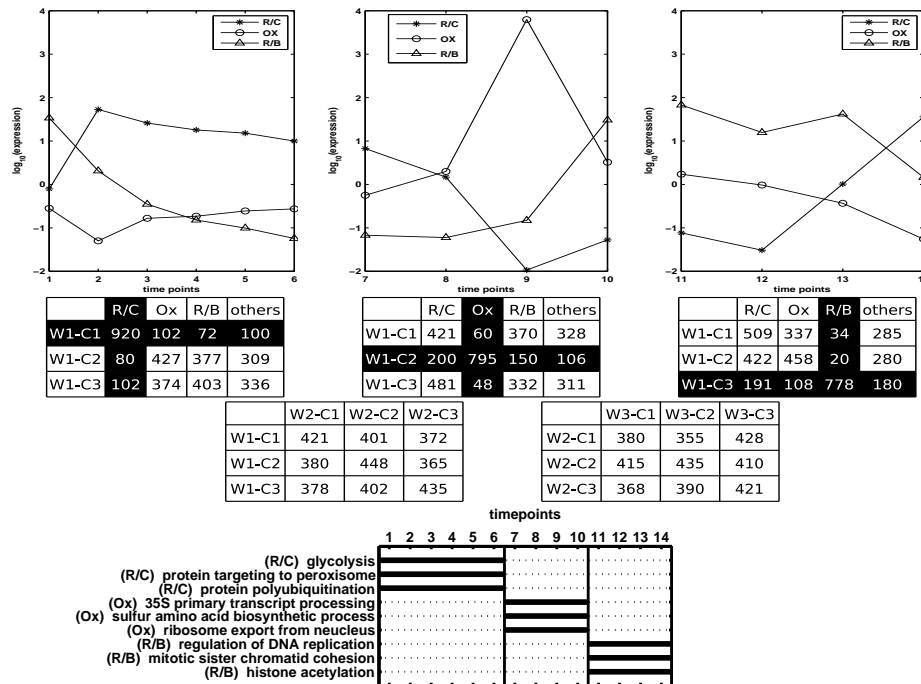 R/C
OX
R/B
4
3
2
1
0
−1
−2
log10(expression)
1 2 3 4 5 6
time points
R/C
OX
R/B
4
3
2
1
0
−1
−2
log10(expression)
7 8 9 10
time points
R/C
OX
R/B
4
3
2
1
0
−1
−2
log10(expression)
11 12 13 1
time points
R/C Ox R/B others
W1-C1 920 102 72 100
W1-C2 80 427 377 309
W1-C3 102 374 403 336
R/C Ox R/B others
W1-C1 421 60 370 328
W1-C2 200 795 150 106
W1-C3 481 48 332 311
R/C Ox R/B others
W1-C1 509 337 34 285
W1-C2 422 458 20 280
W1-C3 191 108 778 180
W2-C1 W2-C2 W2-C3
W1-C1 421 401 372
W1-C2 380 448 365
W1-C3 378 402 435
W3-C1 W3-C2 W3-C3
W2-C1 380 355 428
W2-C2 415 435 410
W2-C3 368 390 421
timepoints
1 2 3 4 5 6 7 8 9 10 11 12 13 14
(R/C) glycolysis
(R/C) protein targeting to peroxisome
(R/C) protein polyubiquitination
(Ox) 35S primary transcript processing
(Ox) sulfur amino acid biosynthetic process
(Ox) ribosome export from neucleus
(R/B) regulation of DNA replication
(R/B) mitotic sister chromatid cohesion
(R/B) histone acetylation